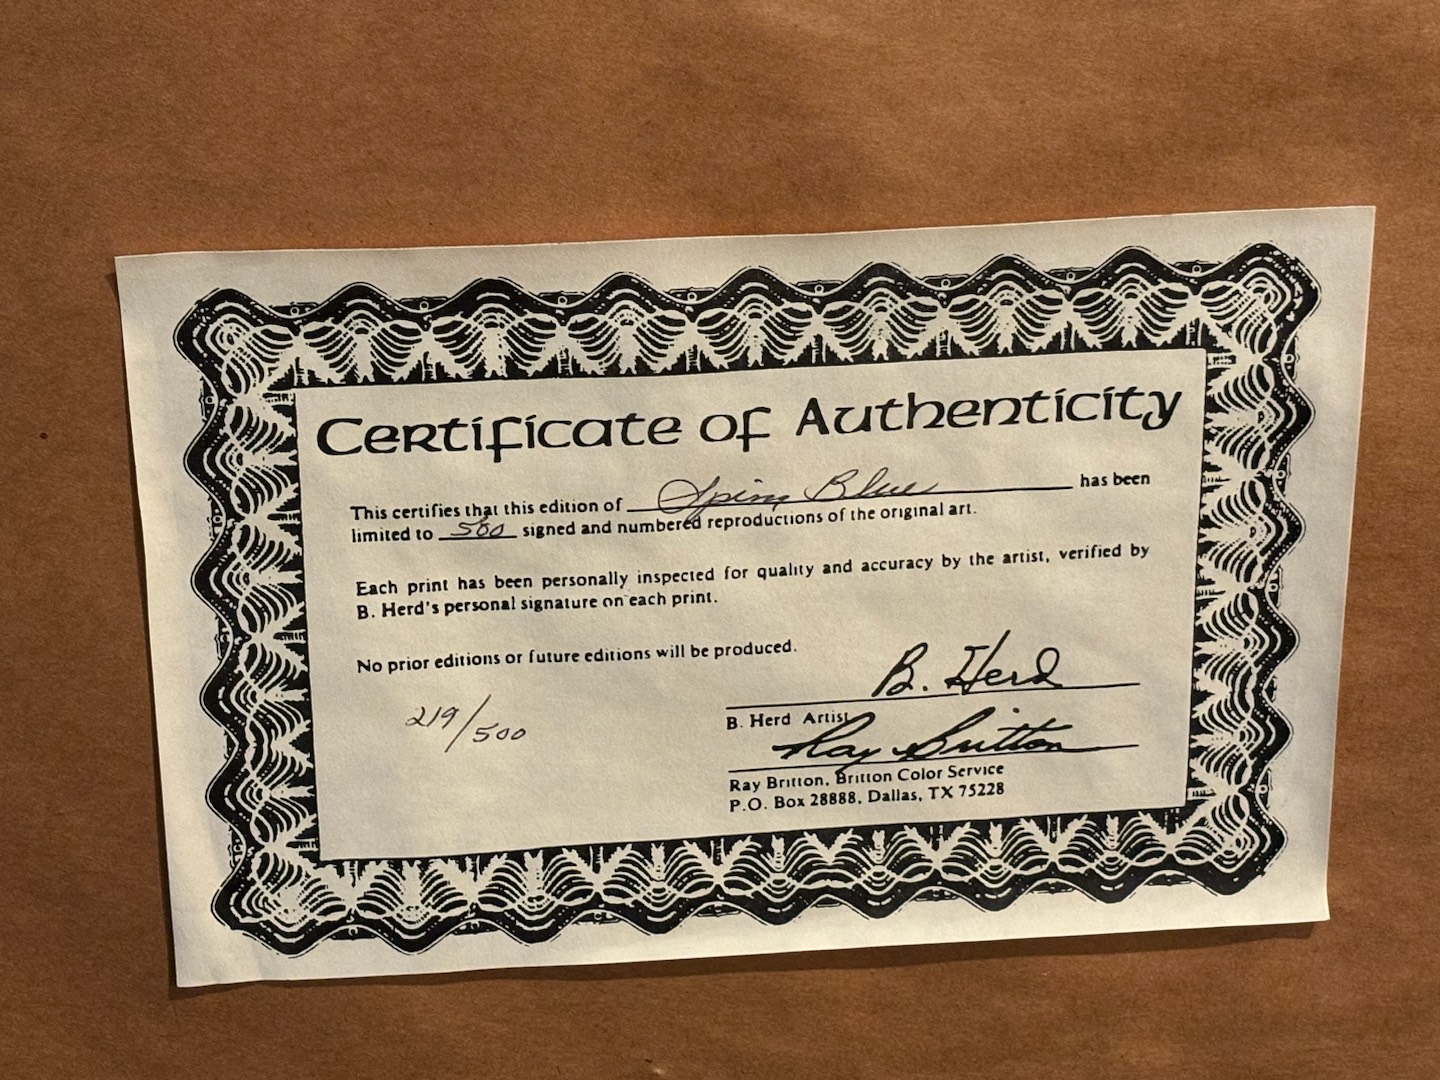 Certificate of Authenticity
This certifies that this edition of Spring Blue has been
limited to 500 signed and numbered reproductions of the original art.
Each print has been personally inspected for quality and accuracy by the artist, verified by
B. Herd's personal signature on each print.
No prior editions or future editions will be produced.
B. Herd
219/500
B. Herd Artist
Ray Britton
Ray Britton, Britton Color Service
P.O. Box 28888, Dallas, TX 75228